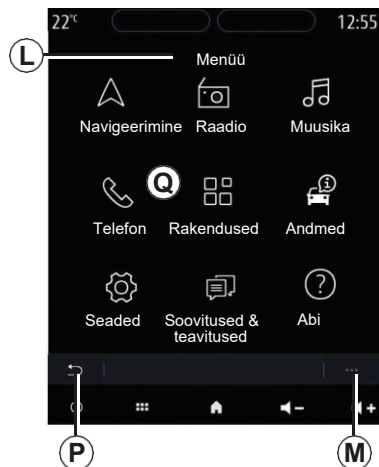 22°C 12:55
L
Menüü
Navigeerimine Raadio Muusika
Q
Telefon Rakendused Andmed
Seaded Soovitused & teavitused Abi
P M